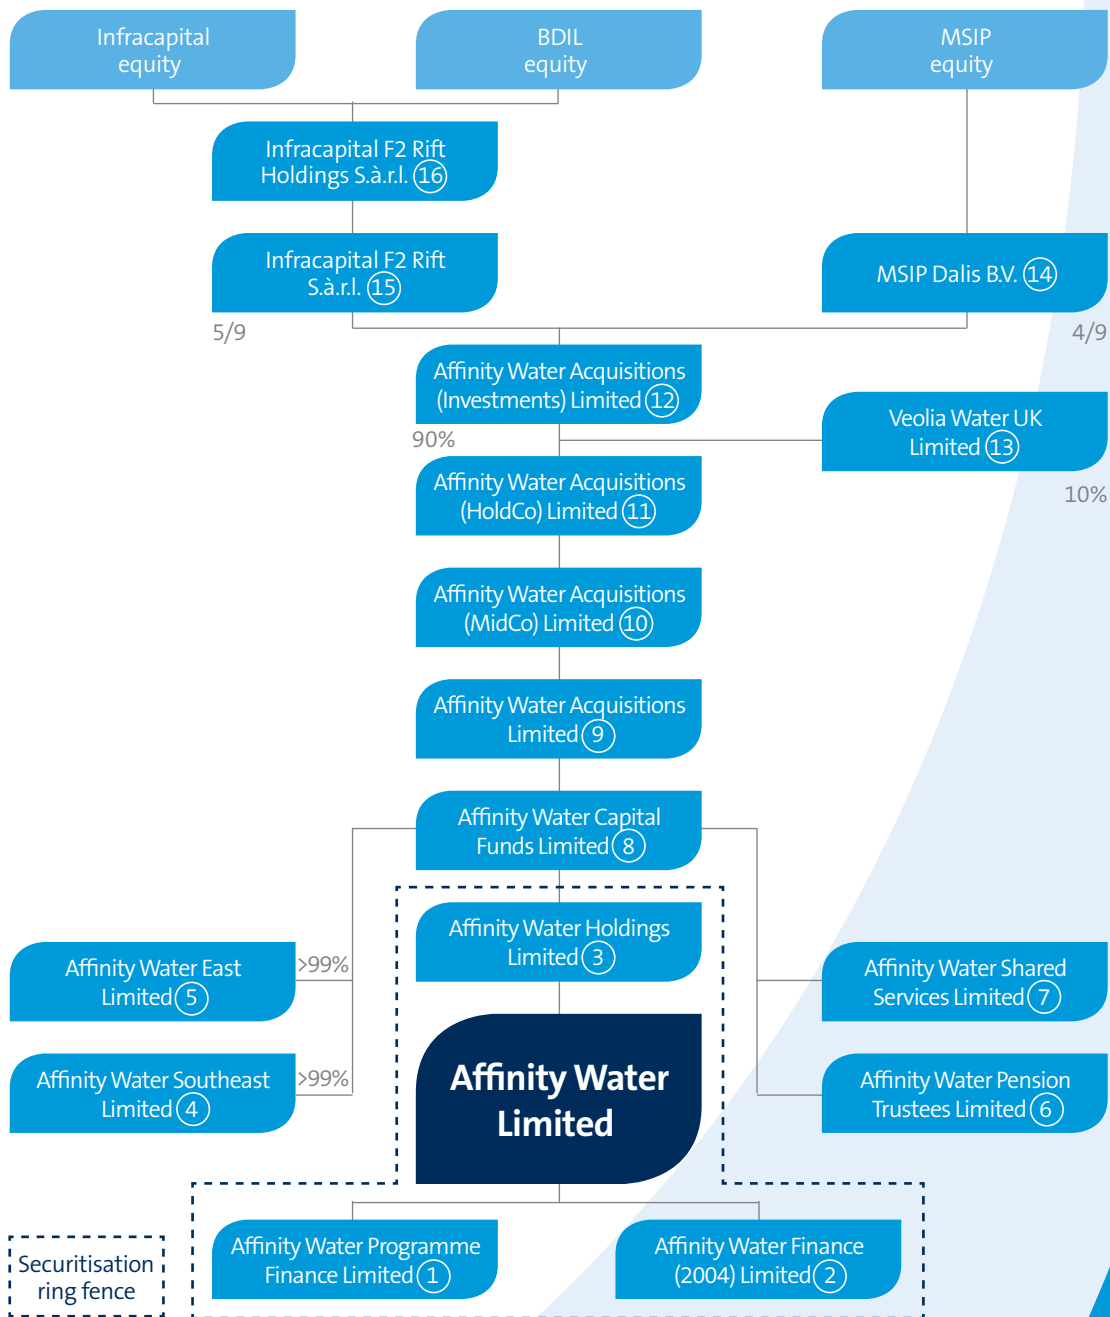 Infracapital
equity
BDIL
equity
MSIP
equity
Infracapital F2 Rift
Holdings S.à.r.l. 16
Infracapital F2 Rift
S.à.r.l. 15
MSIP Dalis B.V. 14
5/9
4/9
Affinity Water Acquisitions
(Investments) Limited 12
Veolia Water UK
Limited 13
90%
10%
Affinity Water Acquisitions
(HoldCo) Limited 11
Affinity Water Acquisitions
(MidCo) Limited 10
Affinity Water Acquisitions
Limited 9
Affinity Water Capital
Funds Limited 8
Affinity Water Holdings
Limited 3
Affinity Water East
Limited 5
>99%
Affinity Water Shared
Services Limited 7
Affinity Water Southeast
Limited 4
>99%
Affinity Water
Limited
Affinity Water Pension
Trustees Limited 6
Affinity Water Programme
Finance Limited 1
Affinity Water Finance
(2004) Limited 2
Securitisation
ring fence